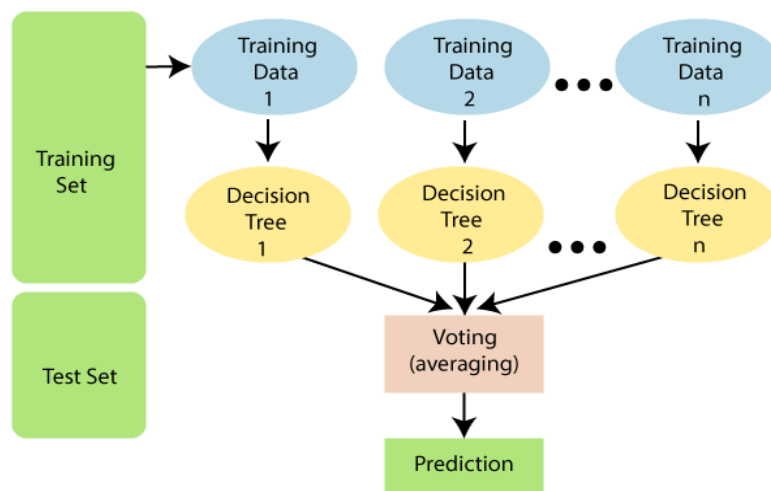 Training
Set
Test Set
Training
Data
1
Training
Data
2
Training
Data
n
Decision
Tree
1
Decision
Tree
2
Decision
Tree
n
Voting
(averaging)
Prediction